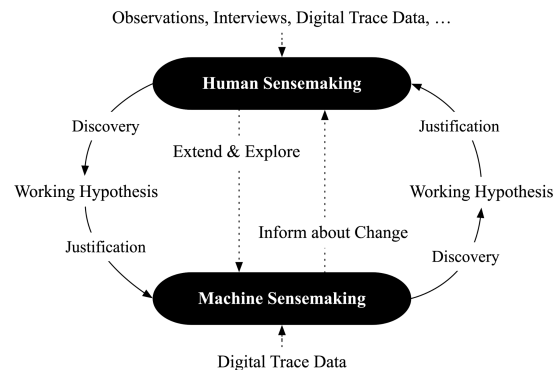 Observations, Interviews, Digital Trace Data, …
Human Sensemaking
Discovery
Justification
Extend & Explore
Working Hypothesis
Working Hypothesis
Inform about Change
Justification
Discovery
Machine Sensemaking
Digital Trace Data